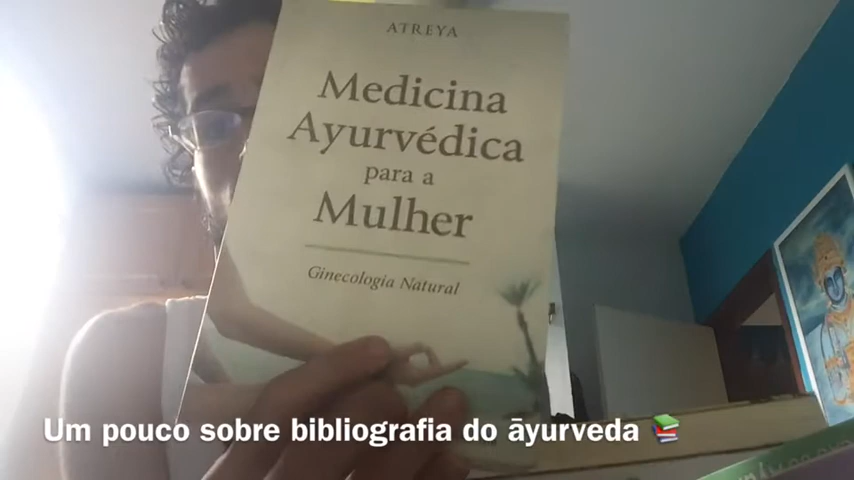 ATREYA
Medicina
Ayurvédica
para a
Mulher
Ginecologia Natural
Um pouco sobre bibliografia do āyurveda 📚